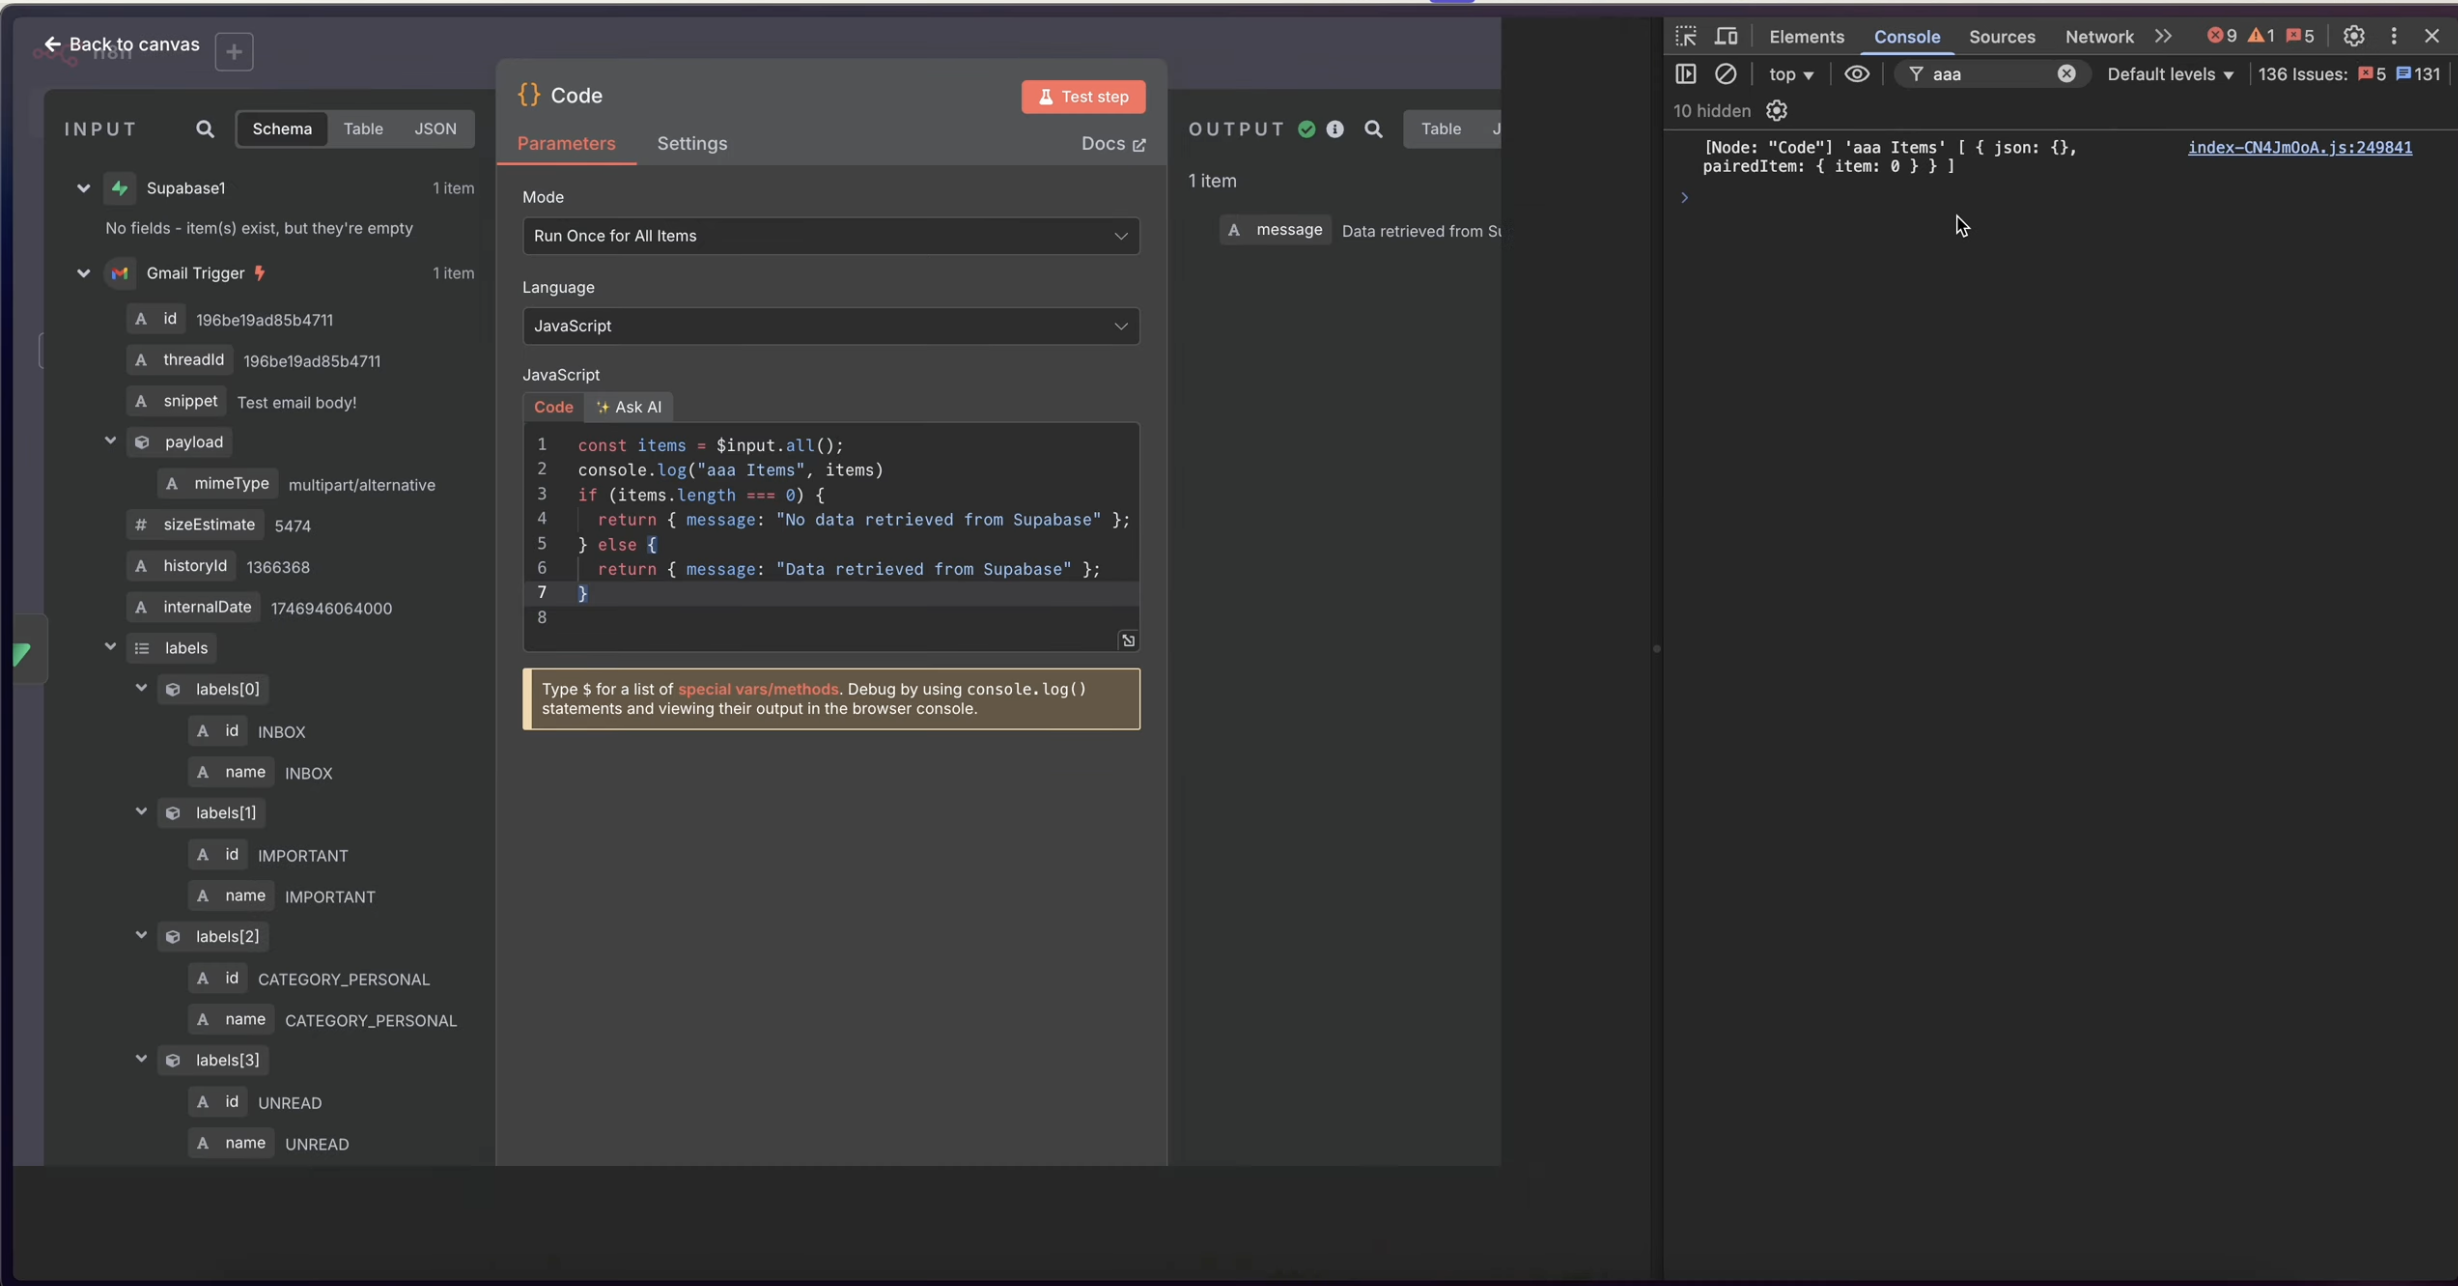 Back to canvas
n8n
INPUT
Schema
Table
JSON
Supabase1
1 item
No fields - item(s) exist, but they're empty
Gmail Trigger
1 item
A id 196be19ad85b4711
A threadId 196be19ad85b4711
A snippet Test email body!
payload
A mimeType multipart/alternative
# sizeEstimate 5474
A historyId 1366368
A internalDate 1746946064000
labels
labels[0]
A id INBOX
A name INBOX
labels[1]
A id IMPORTANT
A name IMPORTANT
labels[2]
A id CATEGORY_PERSONAL
A name CATEGORY_PERSONAL
labels[3]
A id UNREAD
A name UNREAD
{} Code
Test step
Parameters
Settings
Docs
Mode
Run Once for All Items
Language
JavaScript
JavaScript
Code
Ask AI
1 const items = $input.all();
2 console.log("aaa Items", items)
3 if (items.length === 0) {
4 return { message: "No data retrieved from Supabase" };
5 } else {
6 return { message: "Data retrieved from Supabase" };
7 }
8
Type $ for a list of special vars/methods. Debug by using console.log()
statements and viewing their output in the browser console.
OUTPUT
Table
J
1 item
A message Data retrieved from Su
Elements
Console
Sources
Network
9
1
5
top
aaa
Default levels
136 Issues: 5 131
10 hidden
[Node: "Code"] 'aaa Items' [ { json: {},
pairedItem: { item: 0 } } ]
index-CN4JmOoA.js:249841